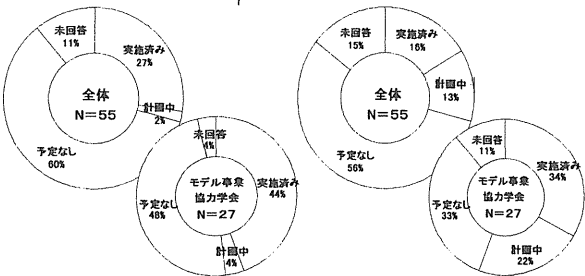 未回答
11%
実施済み
27%
計画中
2%
予定なし
60%
全体
N=55
未回答
4%
実施済み
44%
計画中
4%
予定なし
48%
モデル事業
協力学会
N=27
未回答
15%
実施済み
16%
計画中
13%
予定なし
56%
全体
N=55
未回答
11%
実施済み
34%
計画中
22%
予定なし
33%
モデル事業
協力学会
N=27